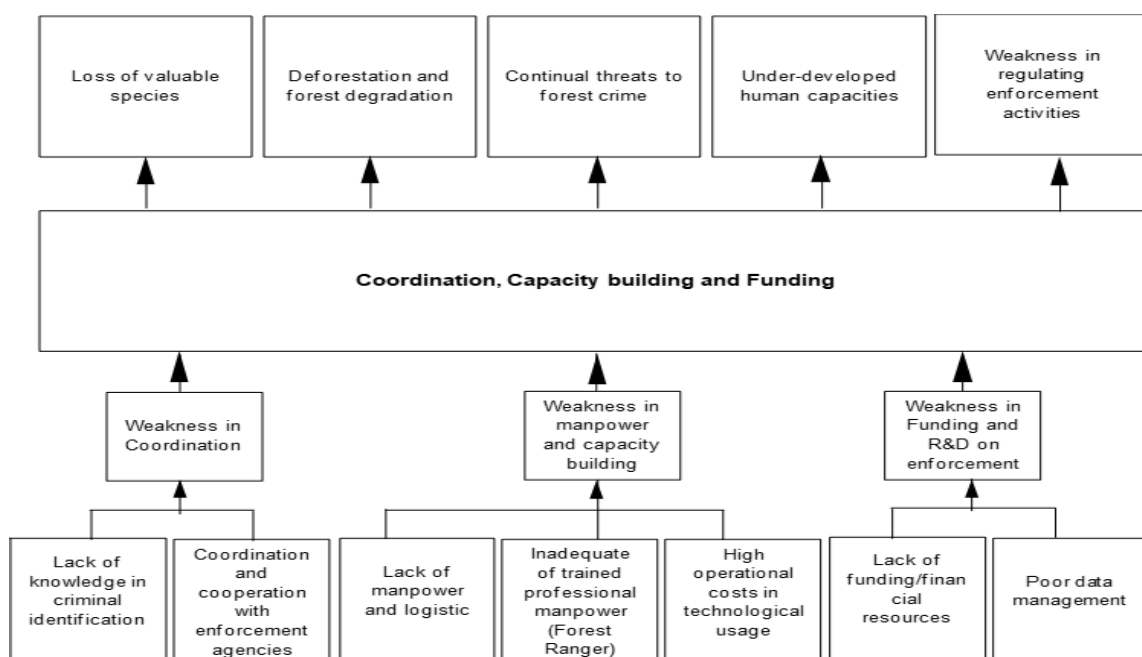 Loss of valuable
species
Deforestation and
forest degradation
Continual threats to
forest crime
Under-developed
human capacities
Weakness in
regulating
enforcement
activities
Coordination, Capacity building and Funding
Weakness in
Coordination
Weakness in
manpower
and capacity
building
Weakness in
Funding and
R&D on
enforcement
Lack of
knowledge in
criminal
identification
Coordination
and
cooperation
with
enforcement
agencies
Lack of
manpower
and logistic
Inadequate
of trained
professional
manpower
(Forest
Ranger)
High
operational
costs in
technological
usage
Lack of
funding/finan
cial
resources
Poor data
management